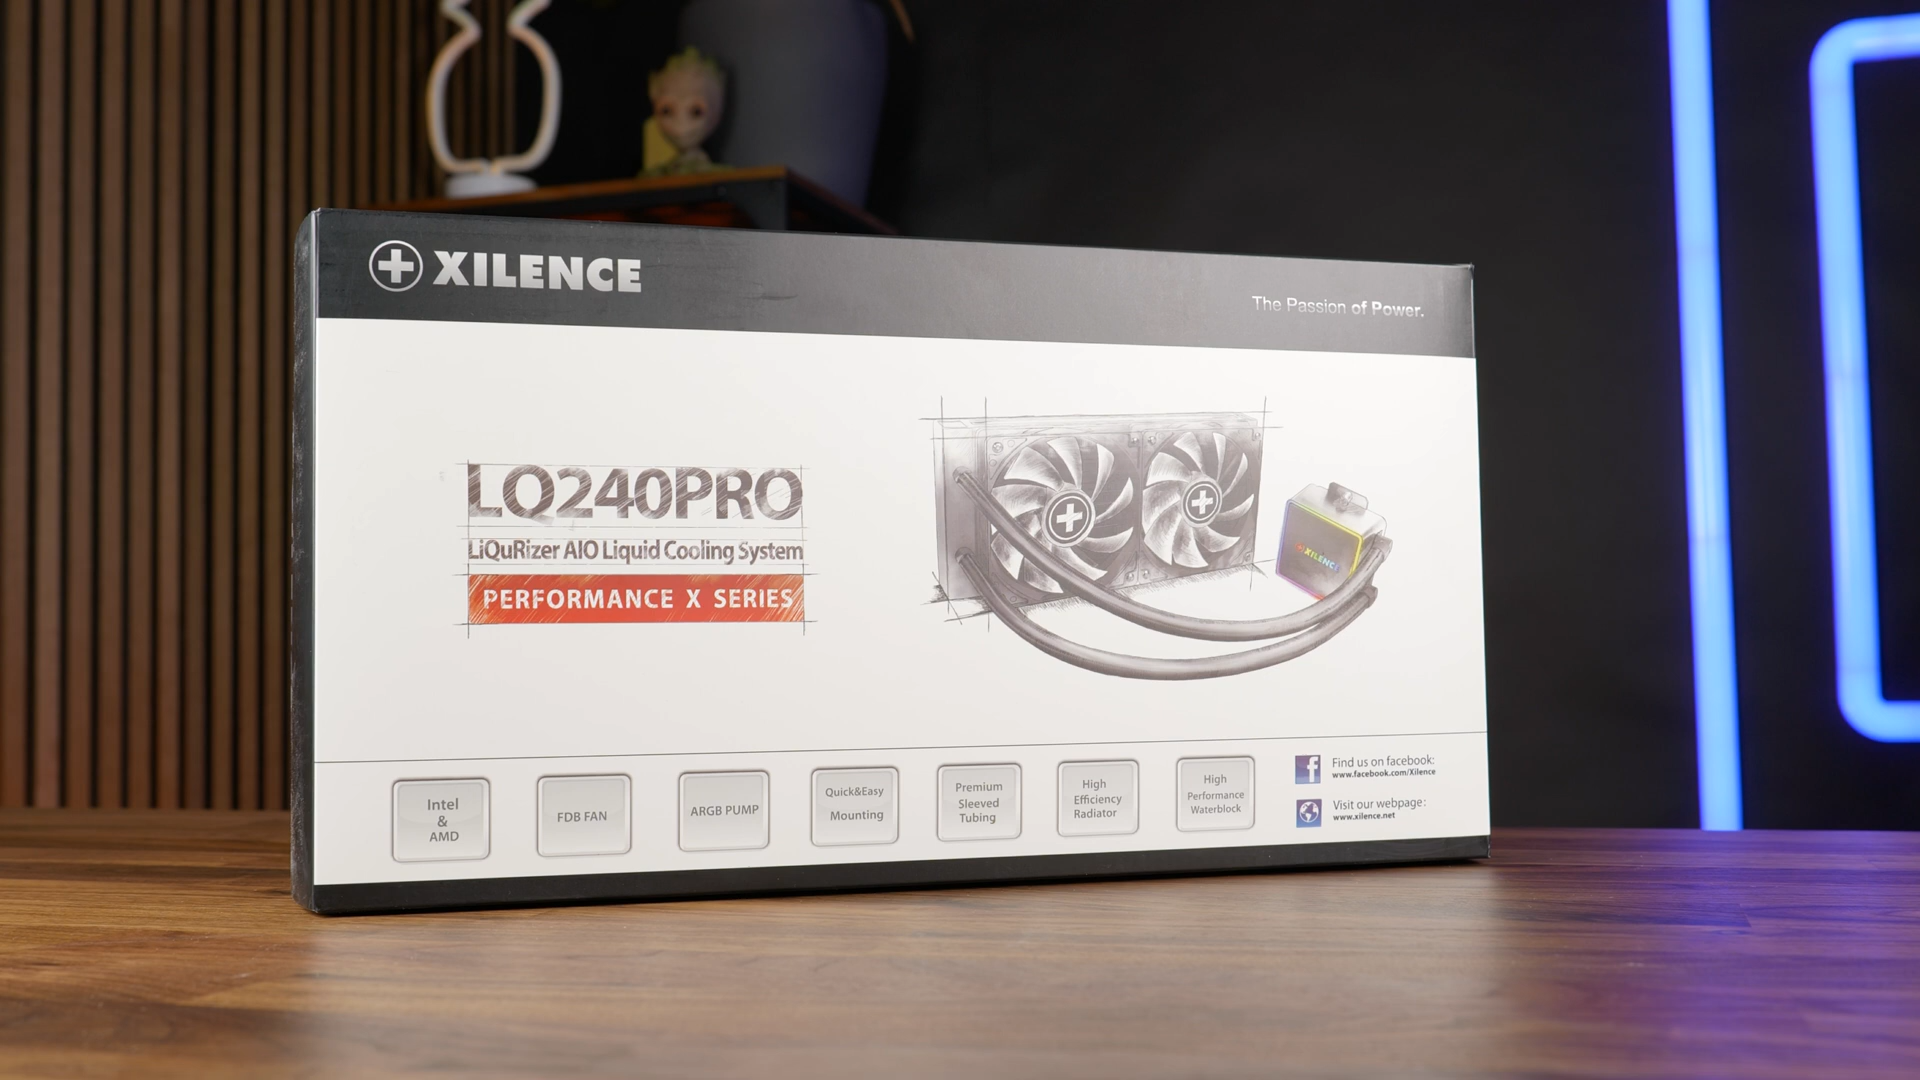 XILENCE
The Passion of Power.
LQ240PRO
LiQuRizer AIO Liquid Cooling System
PERFORMANCE X SERIES
XILENCE
Intel
&
AMD
FDB FAN
ARGB PUMP
Quick&Easy
Mounting
Premium
Sleeved
Tubing
High
Efficiency
Radiator
High
Performance
Waterblock
Find us on facebook:
www.facebook.com/Xilence
Visit our webpage:
www.xilence.net